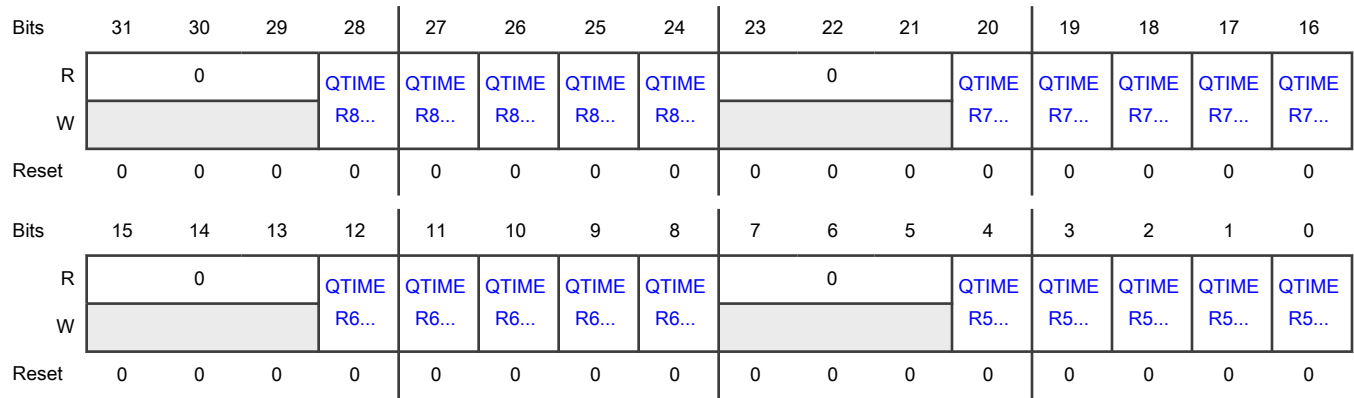 Bits 31 30 29 28 27 26 25 24 23 22 21 20 19 18 17 16
R 0 QTIME QTIME QTIME QTIME QTIME 0 QTIME QTIME QTIME QTIME QTIME
W R8... R8... R8... R8... R8... R7... R7... R7... R7... R7...
Reset 0 0 0 0 0 0 0 0 0 0 0 0 0 0 0 0
Bits 15 14 13 12 11 10 9 8 7 6 5 4 3 2 1 0
R 0 QTIME QTIME QTIME QTIME QTIME 0 QTIME QTIME QTIME QTIME QTIME
W R6... R6... R6... R6... R6... R5... R5... R5... R5... R5...
Reset 0 0 0 0 0 0 0 0 0 0 0 0 0 0 0 0